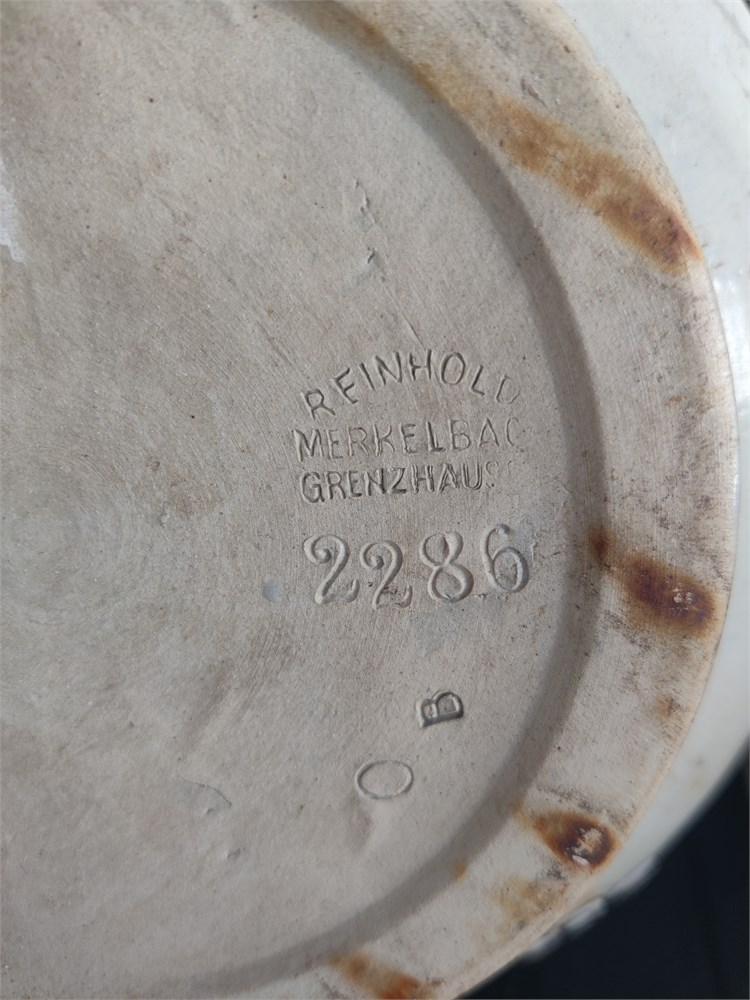 REINHOLD
MERKELBAC
GRENZHAUS
2286
B
O